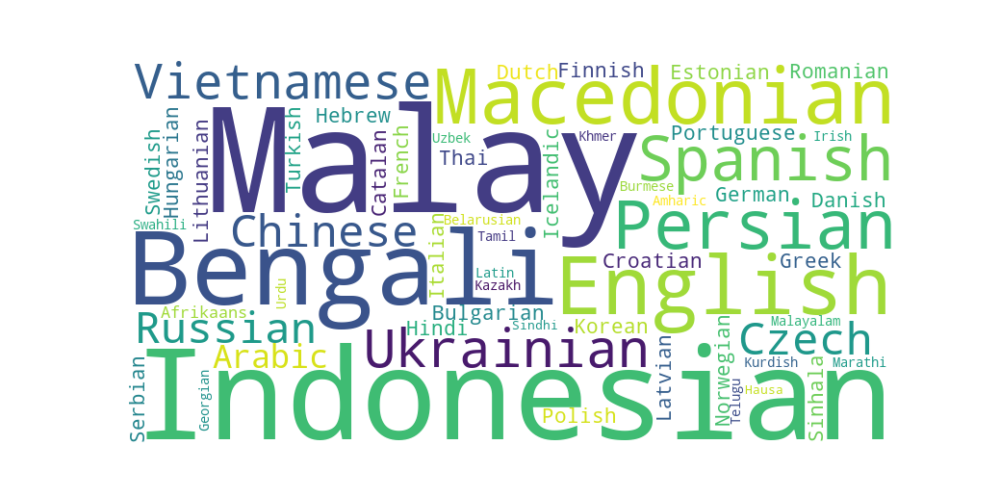 Vietnamese
Macedonian
Dutch
Finnish
Estonian
Romanian
Malay
Hebrew
Swedish
Hungarian
Lithuanian
Turkish
Catalan
French
Uzbek
Thai
Icelandic
Khmer
Portuguese
Irish
Spanish
Burmese
Amharic
German
Danish
Swahili
Chinese
Belarusian
Tamil
Italian
Persian
Bengali
Latin
Kazakh
English
Croatian
Greek
Urdu
Afrikaans
Russian
Bulgarian
Hindi
Sindhi
Korean
Malayalam
Czech
Arabic
Ukrainian
Latvian
Norwegian
Kurdish
Marathi
Serbian
Georgian
Indonesian
Polish
Telugu
Hausa
Sinhala